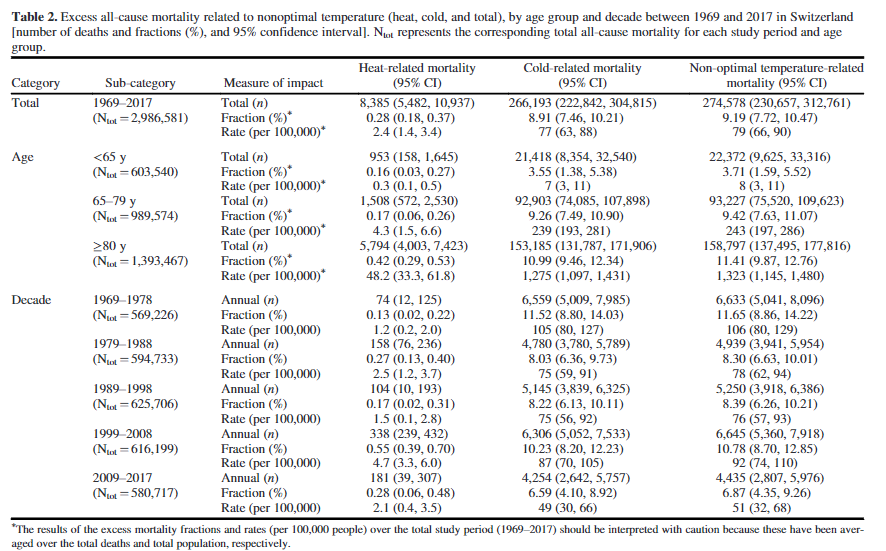 Table 2. Excess all-cause mortality related to nonoptimal temperature (heat, cold, and total), by age group and decade between 1969 and 2017 in Switzerland
[number of deaths and fractions (%), and 95% confidence interval]. Ntot represents the corresponding total all-cause mortality for each study period and age
group.
Heat-related mortality Cold-related mortality Non-optimal temperature-related
Category Sub-category Measure of impact (95% CI) (95% CI) mortality (95% CI)
Total 1969–2017 Total (n) 8,385 (5,482, 10,937) 266,193 (222,842, 304,815) 274,578 (230,657, 312,761)
(Ntot = 2,986,581) Fraction (%)* 0.28 (0.18, 0.37) 8.91 (7.46, 10.21) 9.19 (7.72, 10.47)
Rate (per 100,000)* 2.4 (1.4, 3.4) 77 (63, 88) 79 (66, 90)
Age <65 y Total (n) 953 (158, 1,645) 21,418 (8,354, 32,540) 22,372 (9,625, 33,316)
(Ntot = 603,540) Fraction (%)* 0.16 (0.03, 0.27) 3.55 (1.38, 5.38) 3.71 (1.59, 5.52)
Rate (per 100,000)* 0.3 (0.1, 0.5) 7 (3, 11) 8 (3, 11)
65–79 y Total (n) 1,508 (572, 2,530) 92,903 (74,085, 107,898) 93,227 (75,520, 109,623)
(Ntot = 989,574) Fraction (%)* 0.17 (0.06, 0.26) 9.26 (7.49, 10.90) 9.42 (7.63, 11.07)
Rate (per 100,000)* 4.3 (1.5, 6.6) 239 (193, 281) 243 (197, 286)
≥80 y Total (n) 5,794 (4,003, 7,423) 153,185 (131,787, 171,906) 158,797 (137,495, 177,816)
(Ntot = 1,393,467) Fraction (%)* 0.42 (0.29, 0.53) 10.99 (9.46, 12.34) 11.41 (9.87, 12.76)
Rate (per 100,000)* 48.2 (33.3, 61.8) 1,275 (1,097, 1,431) 1,323 (1,145, 1,480)
Decade 1969–1978 Annual (n) 74 (12, 125) 6,559 (5,009, 7,985) 6,633 (5,041, 8,096)
(Ntot = 569,226) Fraction (%) 0.13 (0.02, 0.22) 11.52 (8.80, 14.03) 11.65 (8.86, 14.22)
Rate (per 100,000) 1.2 (0.2, 2.0) 105 (80, 127) 106 (80, 129)
1979–1988 Annual (n) 158 (76, 236) 4,780 (3,780, 5,789) 4,939 (3,941, 5,954)
(Ntot = 594,733) Fraction (%) 0.27 (0.13, 0.40) 8.03 (6.36, 9.73) 8.30 (6.63, 10.01)
Rate (per 100,000) 2.5 (1.2, 3.7) 75 (59, 91) 78 (62, 94)
1989–1998 Annual (n) 104 (10, 193) 5,145 (3,839, 6,325) 5,250 (3,918, 6,386)
(Ntot = 625,706) Fraction (%) 0.17 (0.02, 0.31) 8.22 (6.13, 10.11) 8.39 (6.26, 10.21)
Rate (per 100,000) 1.5 (0.1, 2.8) 75 (56, 92) 76 (57, 93)
1999–2008 Annual (n) 338 (239, 432) 6,306 (5,052, 7,533) 6,645 (5,360, 7,918)
(Ntot = 616,199) Fraction (%) 0.55 (0.39, 0.70) 10.23 (8.20, 12.23) 10.78 (8.70, 12.85)
Rate (per 100,000) 4.7 (3.3, 6.0) 87 (70, 105) 92 (74, 110)
2009–2017 Annual (n) 181 (39, 307) 4,254 (2,642, 5,757) 4,435 (2,807, 5,976)
(Ntot = 580,717) Fraction (%) 0.28 (0.06, 0.48) 6.59 (4.10, 8.92) 6.87 (4.35, 9.26)
Rate (per 100,000) 2.1 (0.4, 3.5) 49 (30, 66) 51 (32, 68)
*The results of the excess mortality fractions and rates (per 100,000 people) over the total study period (1969–2017) should be interpreted with caution because these have been aver-
aged over the total deaths and total population, respectively.